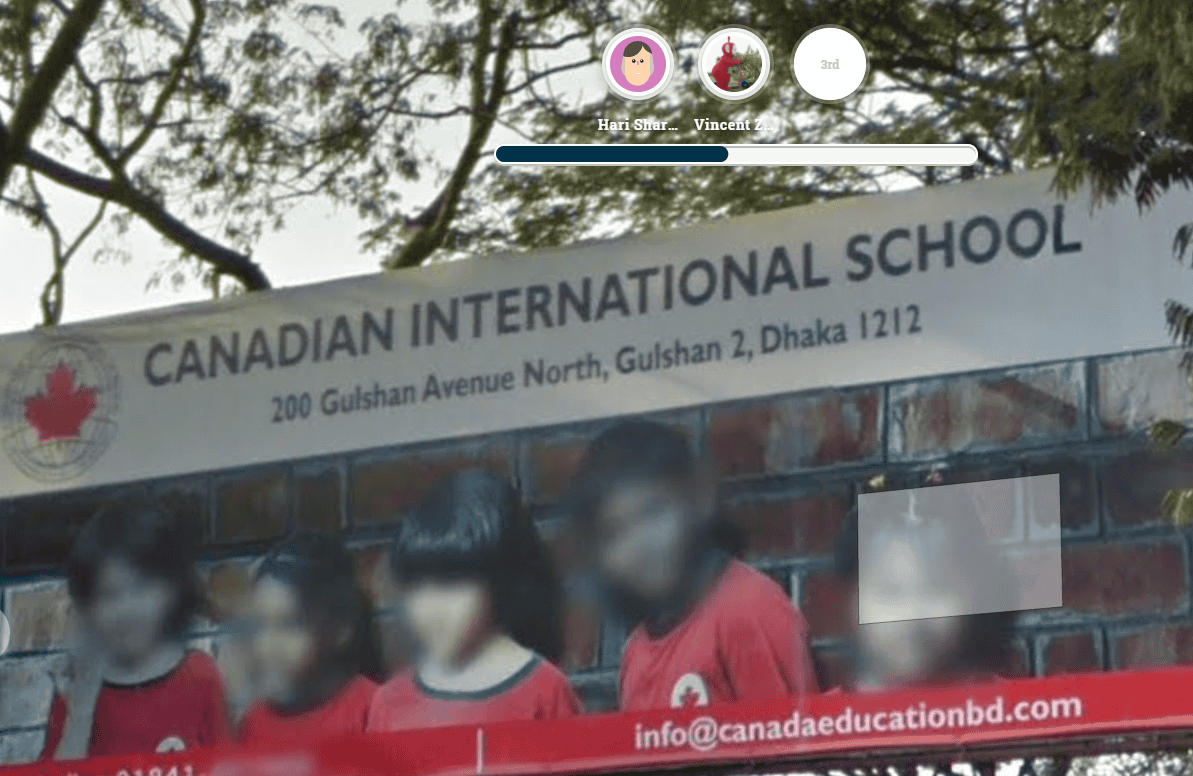 3rd
Hari Shar... Vincent Z...
CANADIAN INTERNATIONAL SCHOOL
200 Gulshan Avenue North, Gulshan 2, Dhaka 1212
info@canadaeducationbd.com